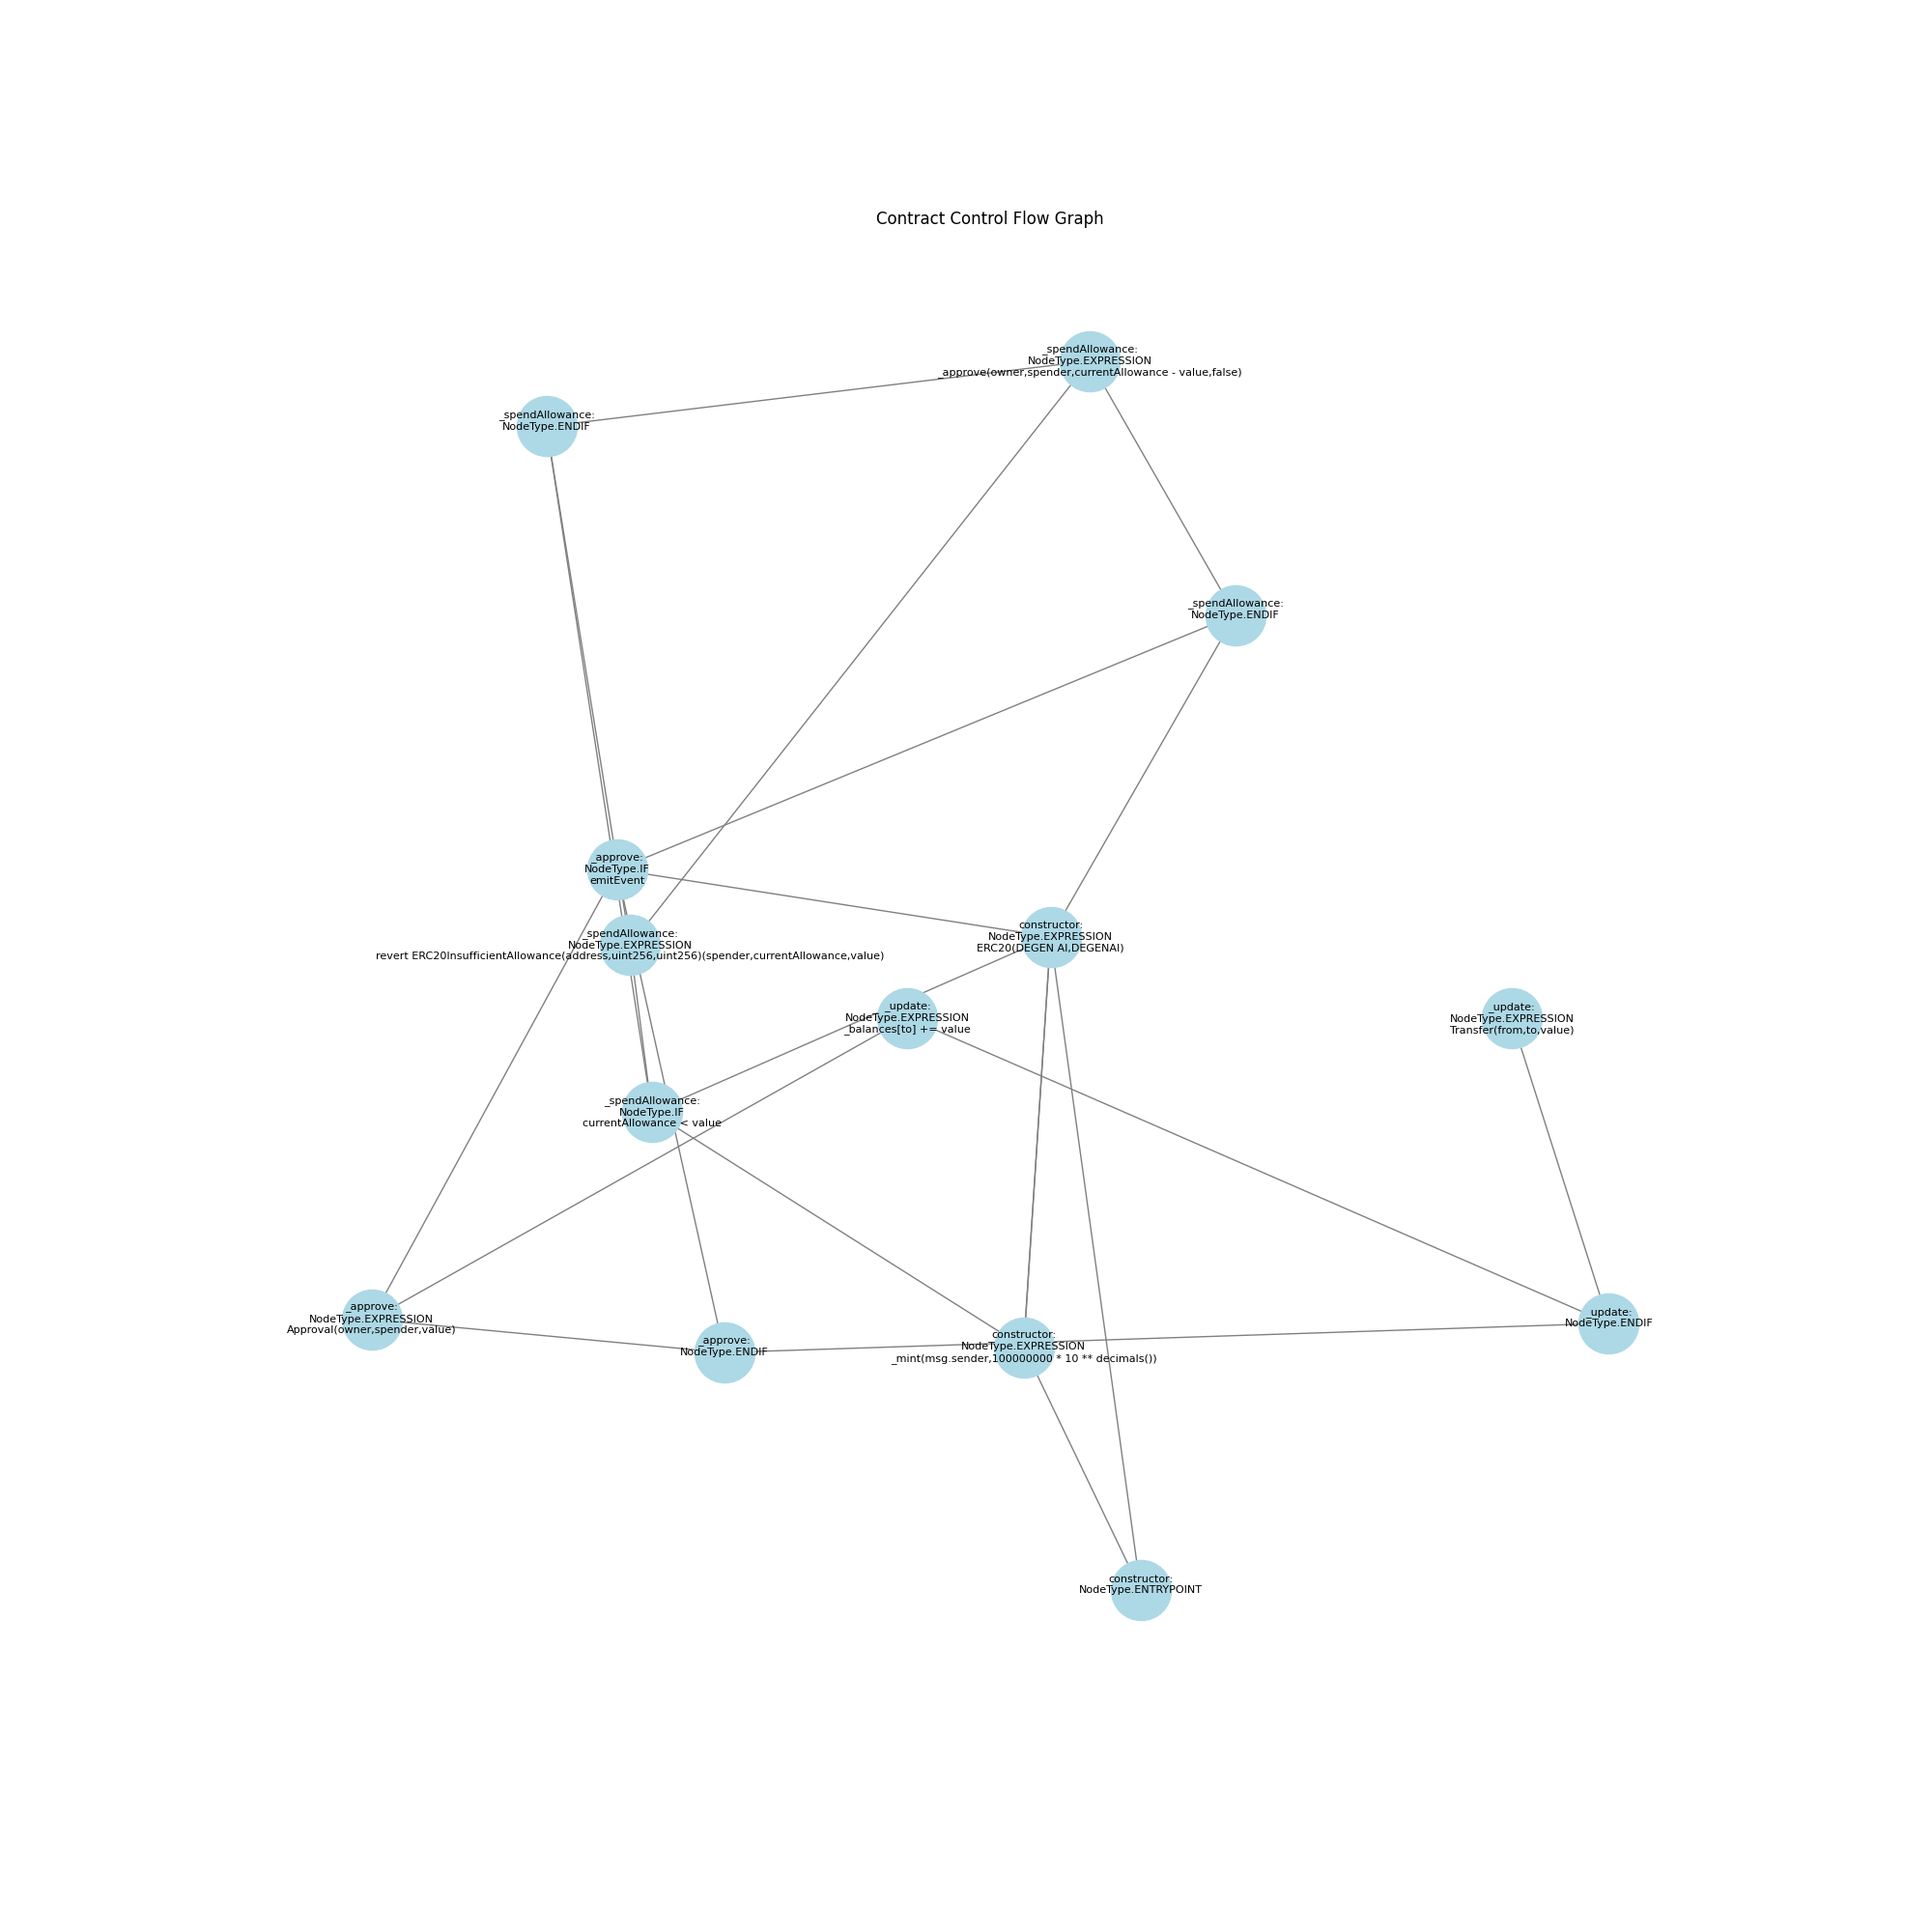 Contract Control Flow Graph
_spendAllowance:
NodeType.EXPRESSION
_approve(owner,spender,currentAllowance - value,false)
_spendAllowance:
NodeType.ENDIF
_spendAllowance:
NodeType.ENDIF
_approve:
NodeType.IF
emitEvent
_spendAllowance:
NodeType.EXPRESSION
revert ERC20InsufficientAllowance(address,uint256,uint256)(spender,currentAllowance,value)
constructor:
NodeType.EXPRESSION
ERC20(DEGEN AI,DEGENAI)
_update:
NodeType.EXPRESSION
_balances[to] += value
_update:
NodeType.EXPRESSION
Transfer(from,to,value)
_spendAllowance:
NodeType.IF
currentAllowance < value
_approve:
NodeType.EXPRESSION
Approval(owner,spender,value)
_approve:
NodeType.ENDIF
constructor:
NodeType.EXPRESSION
_mint(msg.sender,100000000 * 10 ** decimals())
_update:
NodeType.ENDIF
constructor:
NodeType.ENTRYPOINT